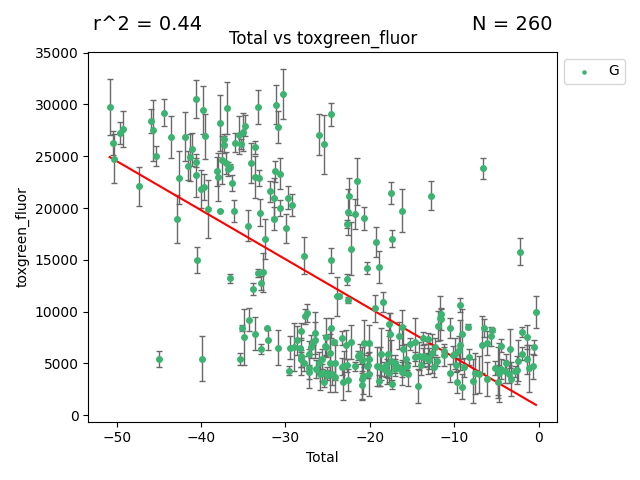 r^2 = 0.44
N = 260
Total vs toxgreen_fluor
G
35000
30000
25000
20000
15000
10000
5000
0
toxgreen_fluor
−50
−40
−30
−20
−10
0
Total